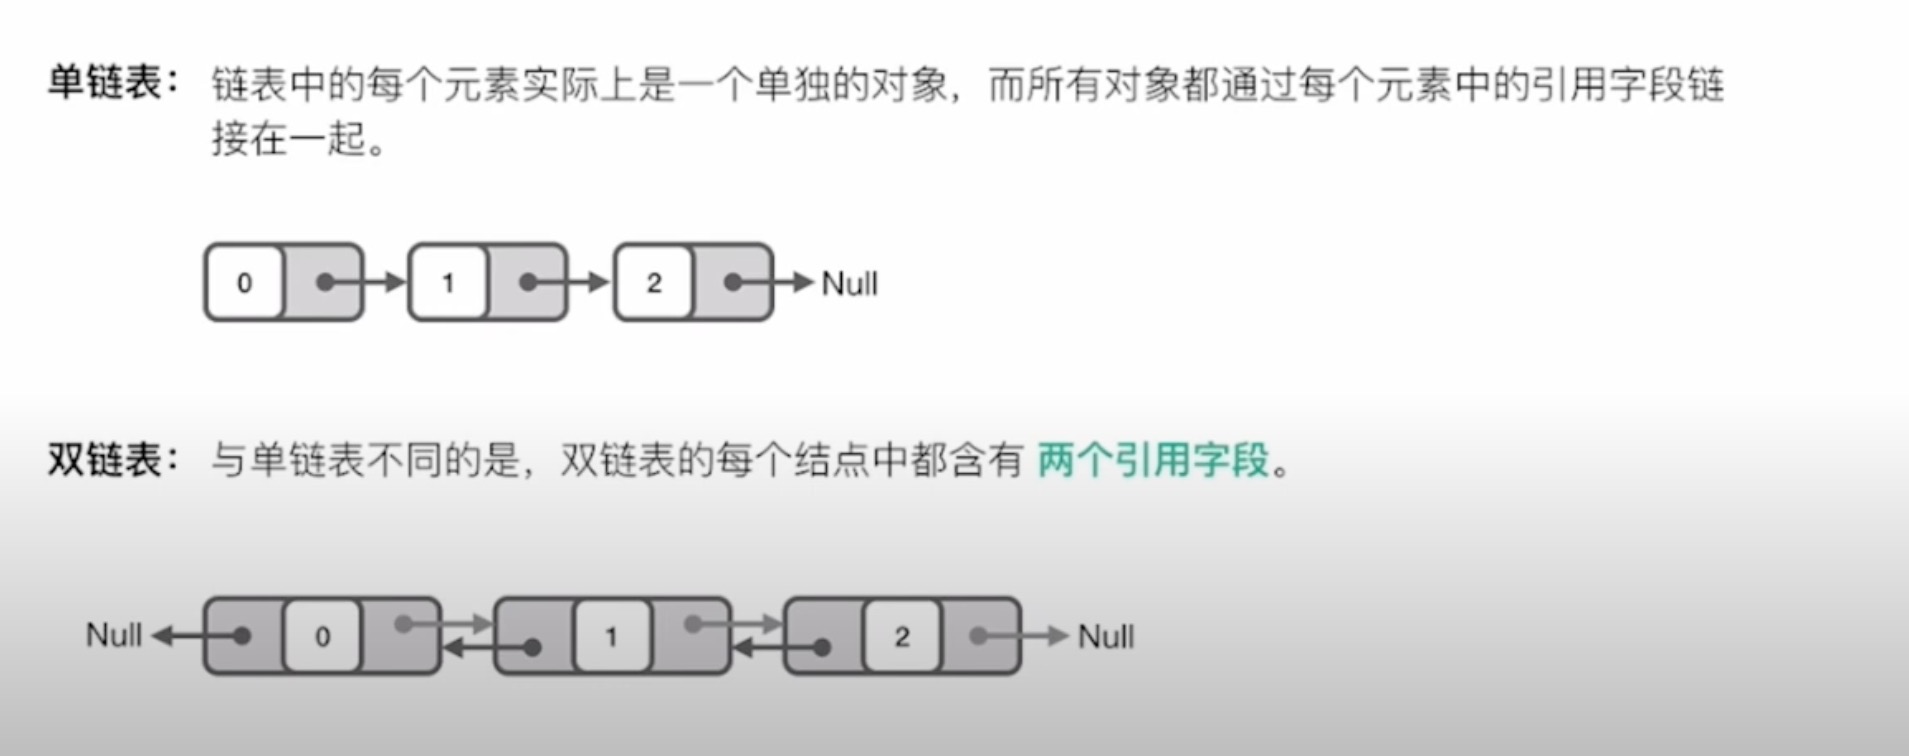 单链表：链表中的每个元素实际上是一个单独的对象，而所有对象都通过每个元素中的引用字段链
接在一起。
0 1 2 Null
双链表：与单链表不同的是，双链表的每个结点中都含有 两个引用字段。
Null 0 1 2 Null